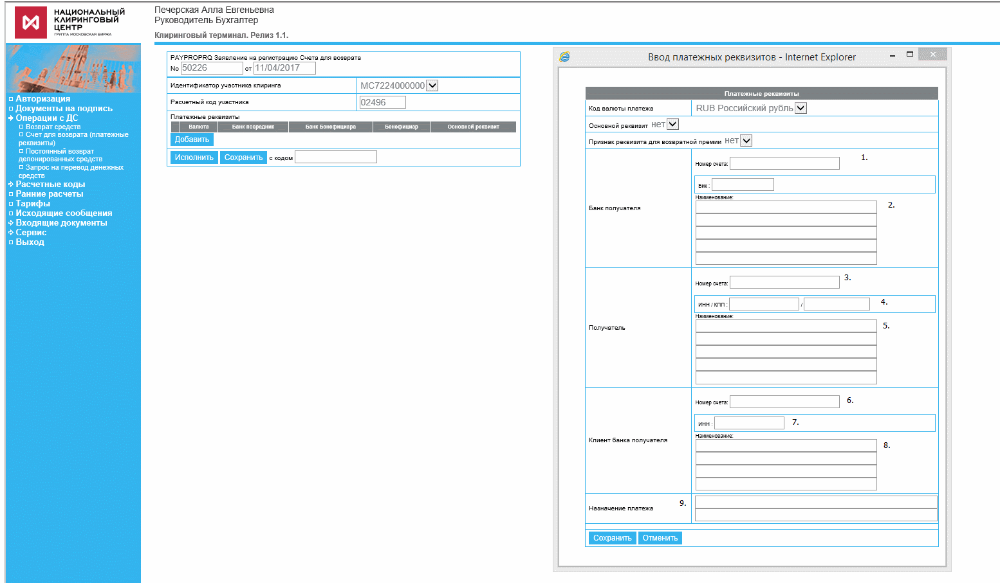 НАЦИОНАЛЬНЫЙ
КЛИРИНГОВЫЙ
ЦЕНТР
ГРУППА МОСКОВСКАЯ БИРЖА
Печерская Алла Евгеньевна
Руководитель Бухгалтер
Клиринговый терминал. Релиз 1.1.
Авторизация
Документы на подпись
Операции с ДС
Возврат средств
Счет для возврата (платежные
реквизиты)
Постоянный возврат
депонированных средств
Запрос на перевод денежных
средств
Расчетные коды
Ранние расчеты
Тарифы
Исходящие сообщения
Входящие документы
Сервис
Выход
PAYPROPRQ Заявление на регистрацию Счета для возврата
No 50226 от 11/04/2017
Идентификатор участника клиринга MC7224000000
Расчетный код участника 02496
Платежные реквизиты
Валюта Банк посредник Банк Бенефициара Бенефициар Основной реквизит
Добавить
Исполнить Сохранить с кодом
Ввод платежных реквизитов - Internet Explorer
Платежные реквизиты
Код валюты платежа RUB Российский рубль
Основной реквизит нет
Признак реквизита для возвратной премии нет
Банк получателя
Номер счета: 1.
Бик :
Наименование:
2.
Получатель
Номер счета: 3.
ИНН / КПП : / 4.
Наименование:
5.
Клиент банка получателя
Номер счета: 6.
ИНН : 7.
Наименование:
8.
Назначение платежа 9.
Сохранить Отменить